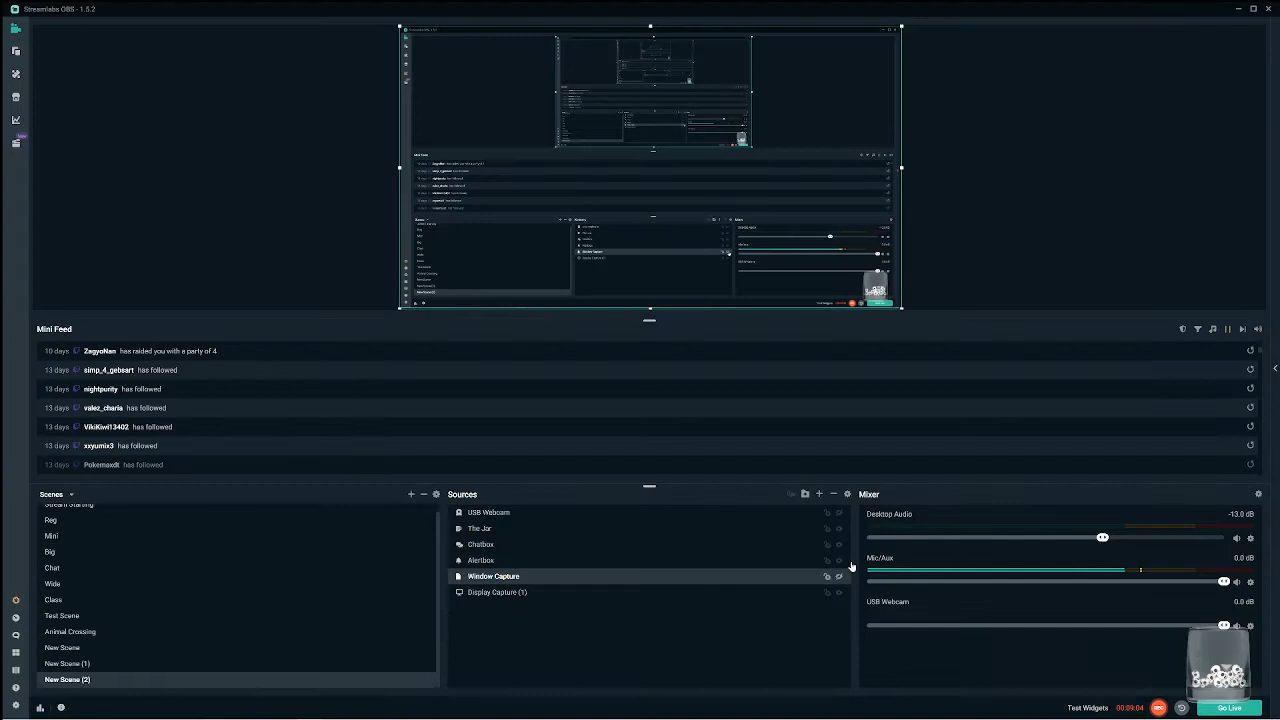 Streamlabs OBS - 1.5.2
Mini Feed
10 days ZagyoNan has raided you with a party of 4
13 days simp_4_gebsart has followed
13 days nightpurity has followed
13 days valez_charia has followed
13 days VikiKiwi13402 has followed
13 days xxyumix3 has followed
13 days Pokemaxdt has followed
Scenes
Stream Starting
Reg
Mini
Big
Chat
Wide
Class
Test Scene
Animal Crossing
New Scene
New Scene (1)
New Scene (2)
Sources
USB Webcam
The Jar
Chatbox
Alertbox
Window Capture
Display Capture (1)
Mixer
Desktop Audio -13.0 dB
Mic/Aux 0.0 dB
USB Webcam 0.0 dB
Test Widgets 00:09:04 REC Go Live